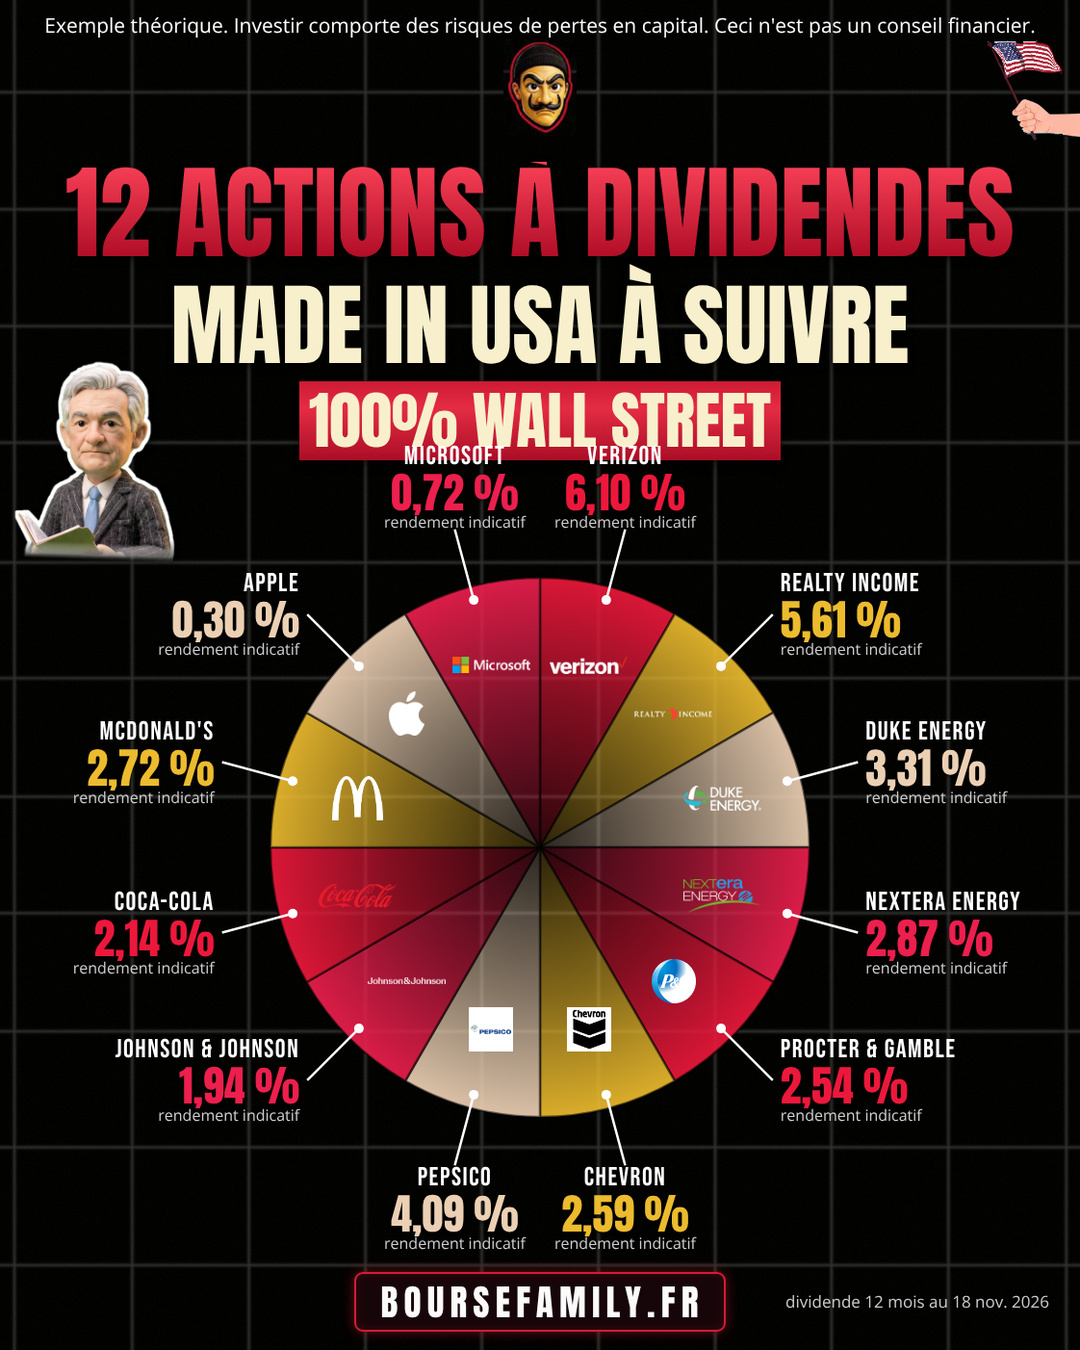 Exemple théorique. Investir comporte des risques de pertes en capital. Ceci n'est pas un conseil financier.
12 ACTIONS À DIVIDENDES
MADE IN USA À SUIVRE
100% WALL STREET
MICROSOFT
0,72 %
rendement indicatif
VERIZON
6,10 %
rendement indicatif
APPLE
0,30 %
rendement indicatif
REALTY INCOME
5,61 %
rendement indicatif
Microsoft
verizon
REALTY INCOME
MCDONALD'S
2,72 %
rendement indicatif
DUKE ENERGY
3,31 %
rendement indicatif
DUKE
ENERGY.
COCA-COLA
2,14 %
rendement indicatif
Coca-Cola
NEXTera
ENERGY
NEXTERA ENERGY
2,87 %
rendement indicatif
Johnson&Johnson
P&G
PEPSICO
Chevron
JOHNSON & JOHNSON
1,94 %
rendement indicatif
PROCTER & GAMBLE
2,54 %
rendement indicatif
PEPSICO
4,09 %
rendement indicatif
CHEVRON
2,59 %
rendement indicatif
BOURSEFAMILY.FR
dividende 12 mois au 18 nov. 2026